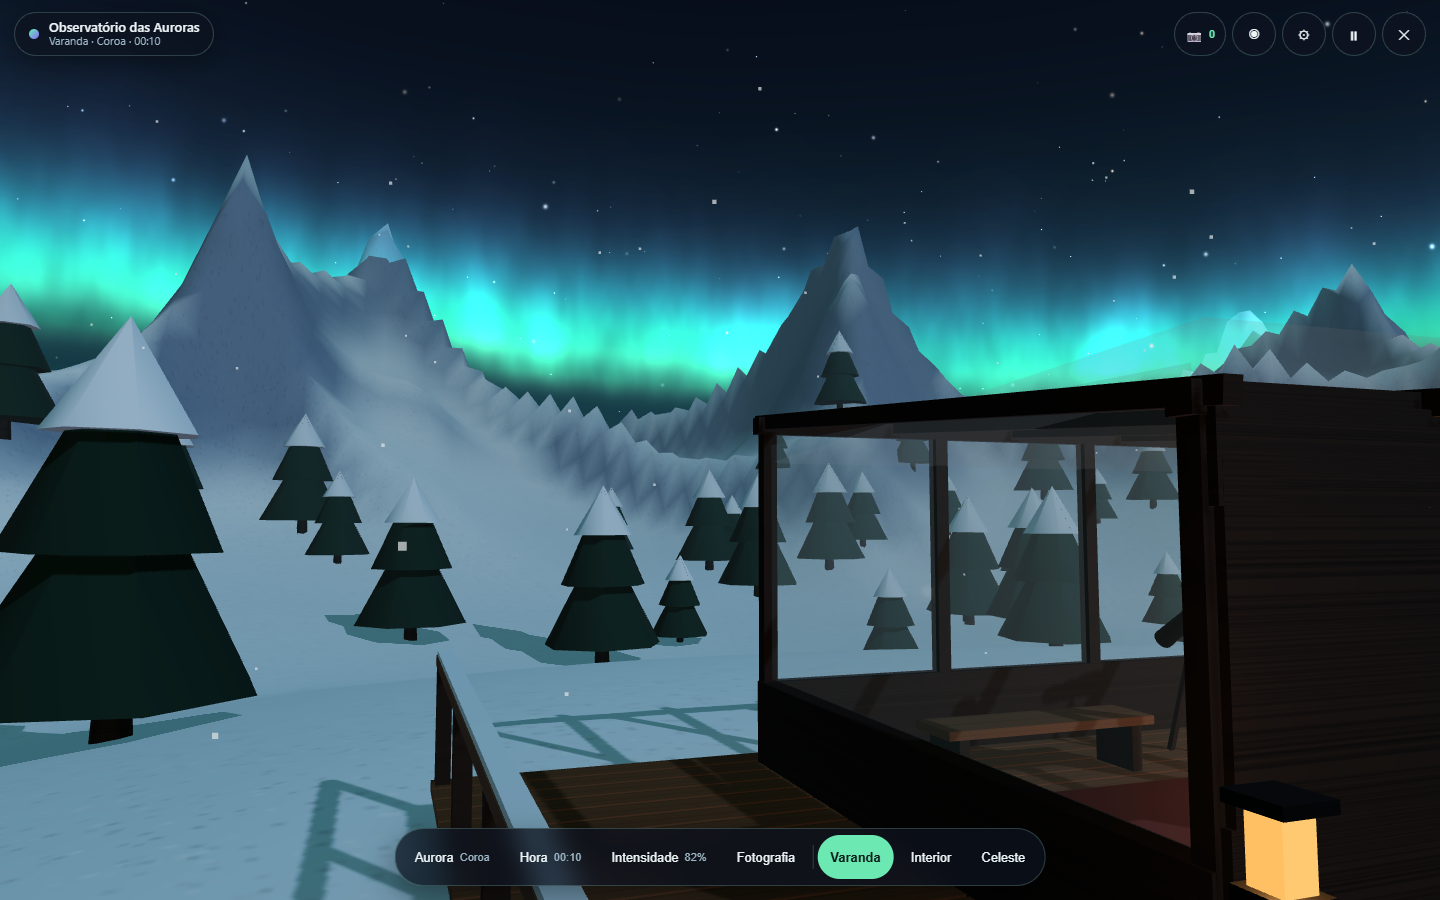 Observatório das Auroras
Varanda · Coroa · 00:10
0
Aurora Coroa
Hora 00:10
Intensidade 82%
Fotografia
Varanda
Interior
Celeste